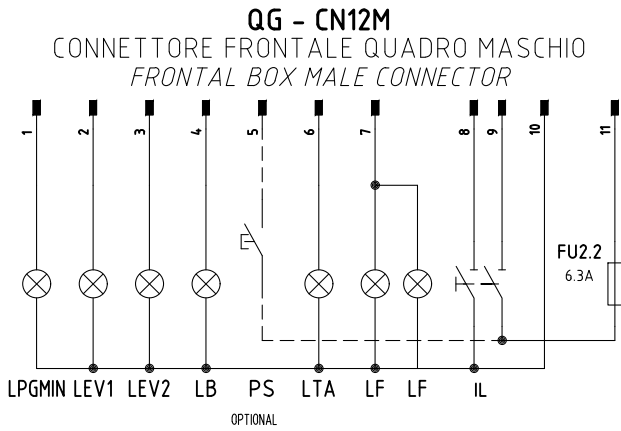 QG - CN12M
CONNETTORE FRONTALE QUADRO MASCHIO
FRONTAL BOX MALE CONNECTOR
1 2 3 4 5 6 7 8 9 10 11
FU2.2
6.3A
LPGMIN LEV1 LEV2 LB PS LTA LF LF IL
OPTIONAL